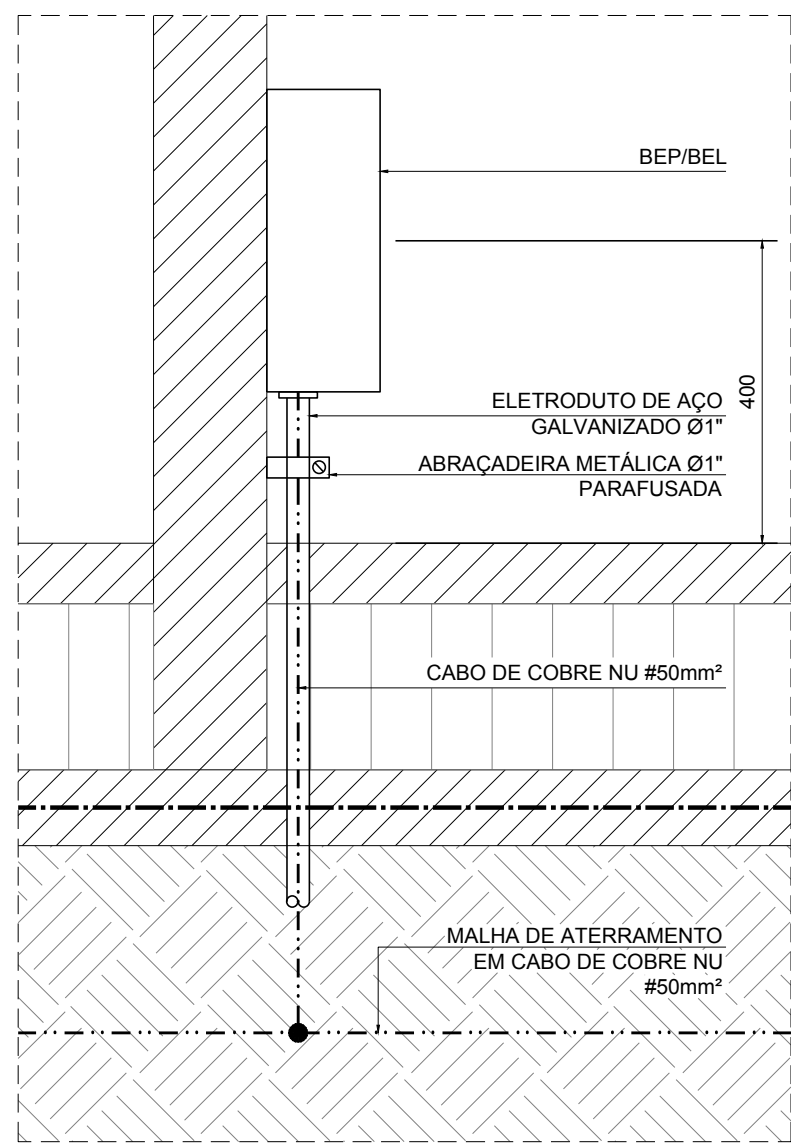 BEP/BEL
400
ELETRODUTO DE AÇO
GALVANIZADO Ø1"
ABRAÇADEIRA METÁLICA Ø1"
PARAFUSADA
CABO DE COBRE NU #50mm²
MALHA DE ATERRAMENTO
EM CABO DE COBRE NU
#50mm²